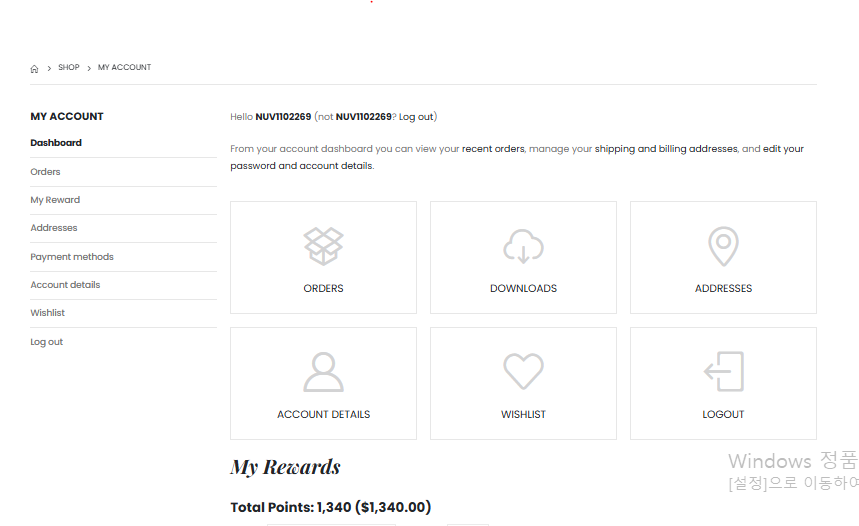 SHOP MY ACCOUNT
MY ACCOUNT
Dashboard
Orders
My Reward
Addresses
Payment methods
Account details
Wishlist
Log out
Hello NUV1102269 (not NUV1102269? Log out)
From your account dashboard you can view your recent orders, manage your shipping and billing addresses, and edit your
password and account details.
ORDERS
DOWNLOADS
ADDRESSES
ACCOUNT DETAILS
WISHLIST
LOGOUT
My Rewards
Total Points: 1,340 ($1,340.00)
Windows 정품
[설정]으로 이동하여